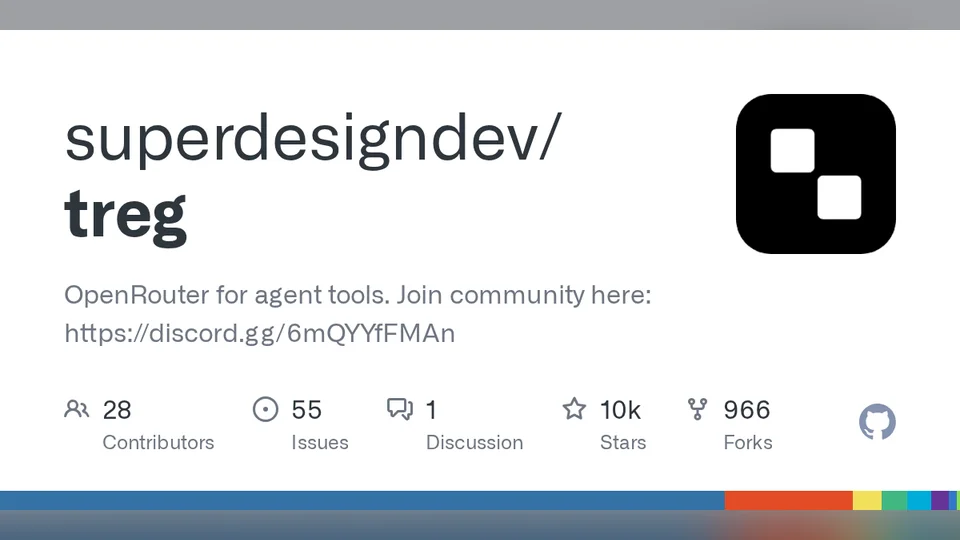 superdesigndev/
treg
OpenRouter for agent tools. Join community here:
https://discord.gg/6mQYYfFMAn
28
Contributors
55
Issues
1
Discussion
10k
Stars
966
Forks